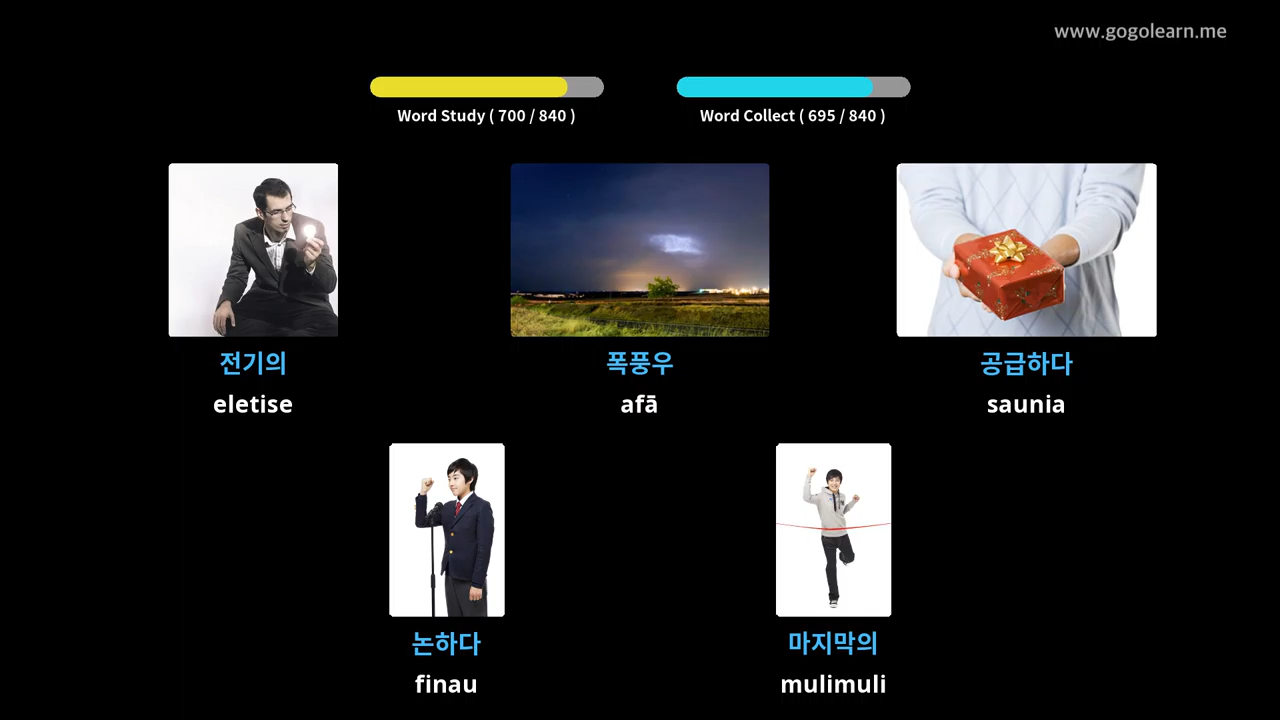 www.gogolearn.me
Word Study ( 700 / 840 )
Word Collect ( 695 / 840 )
전기의
eletise
폭풍우
afā
공급하다
saunia
논하다
finau
마지막의
mulimuli